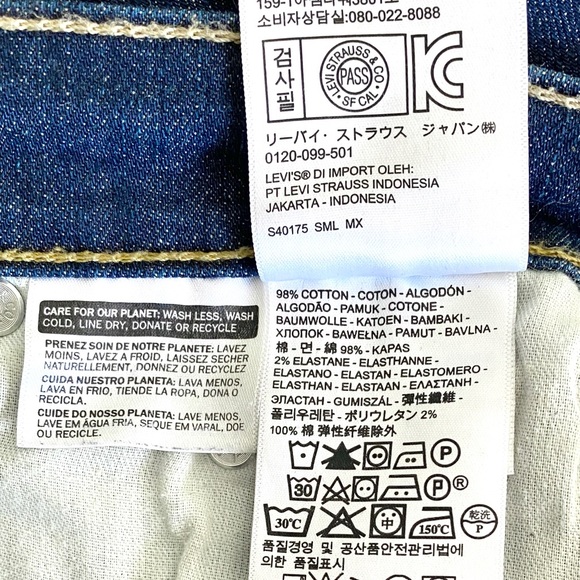 소비자상담실:080-022-8088
검사필
LEVI STRAUSS & CO.
PASS
SF CAL
KC
リーバイ・ストラウス ジャパン㈱
0120-099-501
LEVI'S® DI IMPORT OLEH:
PT LEVI STRAUSS INDONESIA
JAKARTA - INDONESIA
S40175 SML MX
CARE FOR OUR PLANET: WASH LESS, WASH
COLD, LINE DRY, DONATE OR RECYCLE
PRENEZ SOIN DE NOTRE PLANETE: LAVEZ
MOINS, LAVEZ A FROID, LAISSEZ SECHER
NATURELLEMENT, DONNEZ OU RECYCLEZ
CUIDA NUESTRO PLANETA: LAVA MENOS,
LAVA EN FRIO, TIENDE LA ROPA, DONA O
RECICLA.
CUIDE DO NOSSO PLANETA: LAVE MENOS,
LAVE EM ÁGUA FRIA, SEQUE EM VARAL, DOE
OU RECICLE.
98% COTTON - COTON - ALGODÓN -
ALGODÃO - PAMUK - COTONE -
BAUMWOLLE - KATOEN - BAMBAKI -
ХЛОПОК - BAWEŁNA - PAMUT - BAVLNA -
棉 - 면 - 綿 98% - KAPAS
2% ELASTANE - ELASTHANNE -
ELASTANO - ELASTAN - ELASTOMERO -
ELASTHAN - ELASTAAN - ΕΛΑΣΤΑΝΗ -
ЭЛАСТАН - GUMISZÁL - 彈性纖維 -
폴리우레탄 - ポリウレタン 2%
100% 棉 弹性纤维除外
P
30 P ®
30°C 中 150°C 乾洗 P
품질경영 및 공산품안전관리법에
의한 품질표시